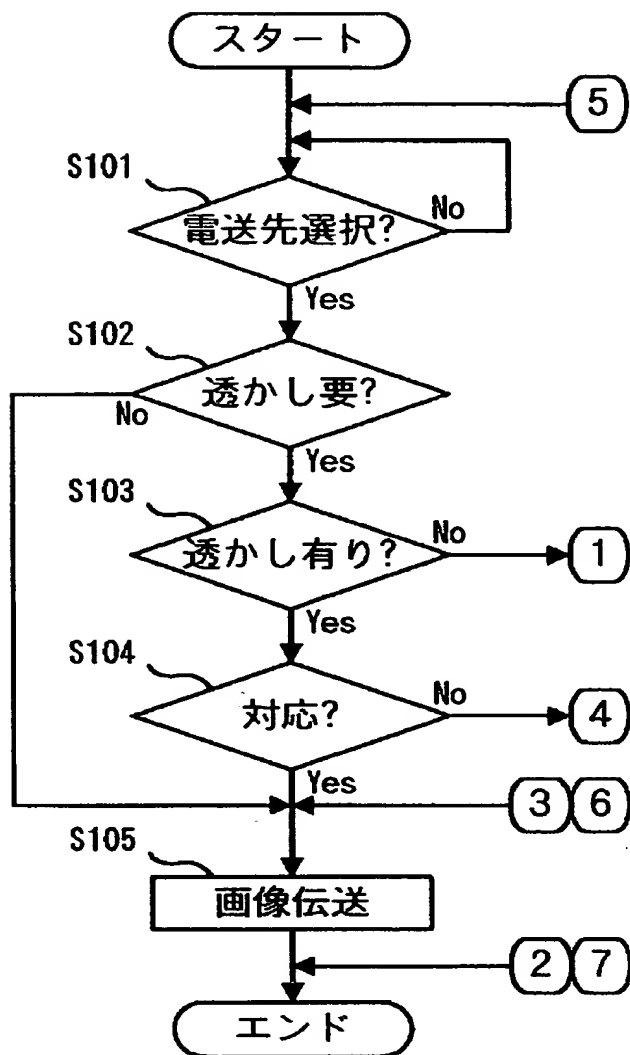 スタート
5
S101
電送先選択?
No
Yes
S102
透かし要?
No
Yes
S103
透かし有り?
No
1
Yes
S104
対応?
No
4
Yes
3 6
S105
画像伝送
2 7
エンド